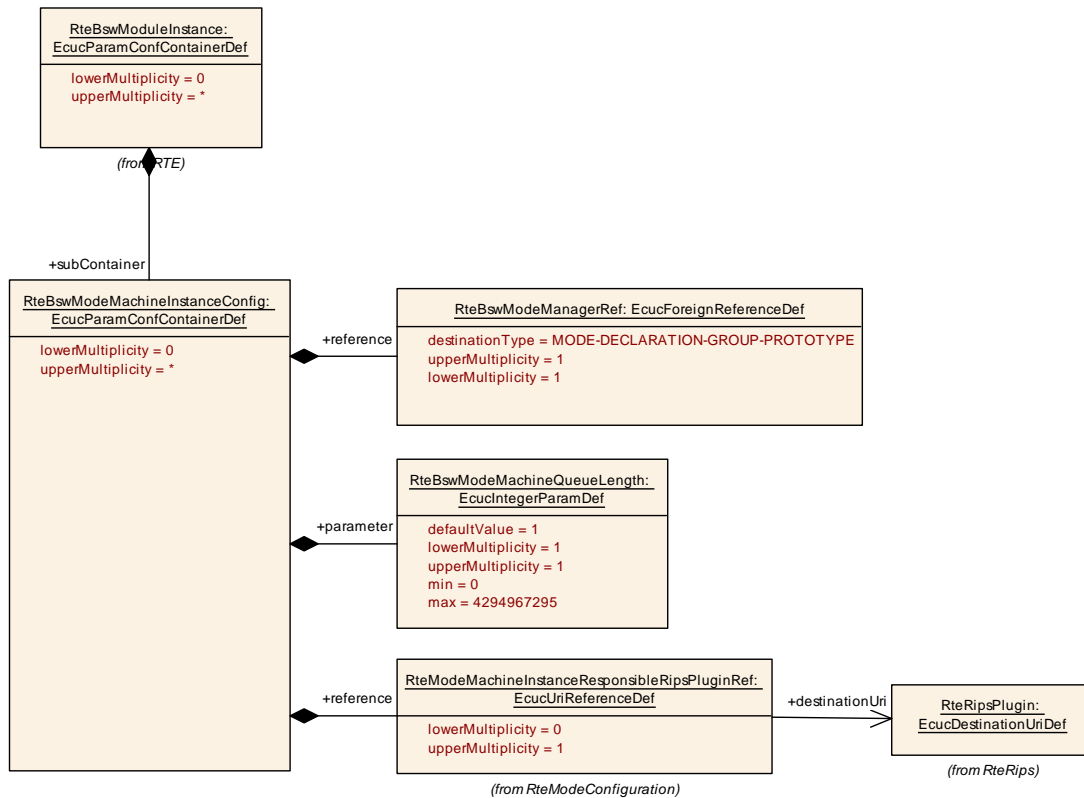 RteBswModuleInstance:
EcucParamConfContainerDef
lowerMultiplicity = 0
upperMultiplicity = *
(from RTE)
+subContainer
RteBswModeMachineInstanceConfig:
EcucParamConfContainerDef
lowerMultiplicity = 0
upperMultiplicity = *
+reference
RteBswModeManagerRef: EcucForeignReferenceDef
destinationType = MODE-DECLARATION-GROUP-PROTOTYPE
upperMultiplicity = 1
lowerMultiplicity = 1
+parameter
RteBswModeMachineQueueLength:
EcucIntegerParamDef
defaultValue = 1
lowerMultiplicity = 1
upperMultiplicity = 1
min = 0
max = 4294967295
+reference
RteModeMachineInstanceResponsibleRipsPluginRef:
EcucUriReferenceDef
lowerMultiplicity = 0
upperMultiplicity = 1
(from RteModeConfiguration)
+destinationUri
RteRipsPlugin:
EcucDestinationUriDef
(from RteRips)